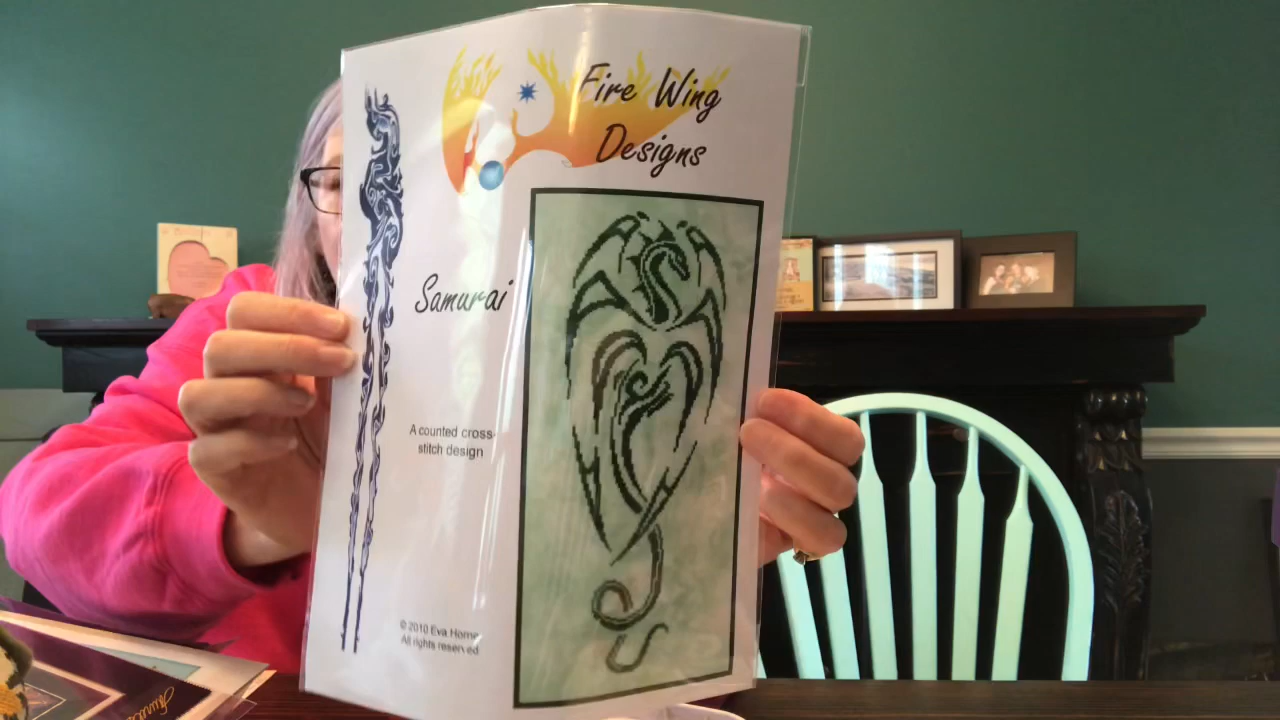 Fire Wing
Designs
Samurai
A counted cross-
stitch design
© 2010 Eva Horne
All rights reserved